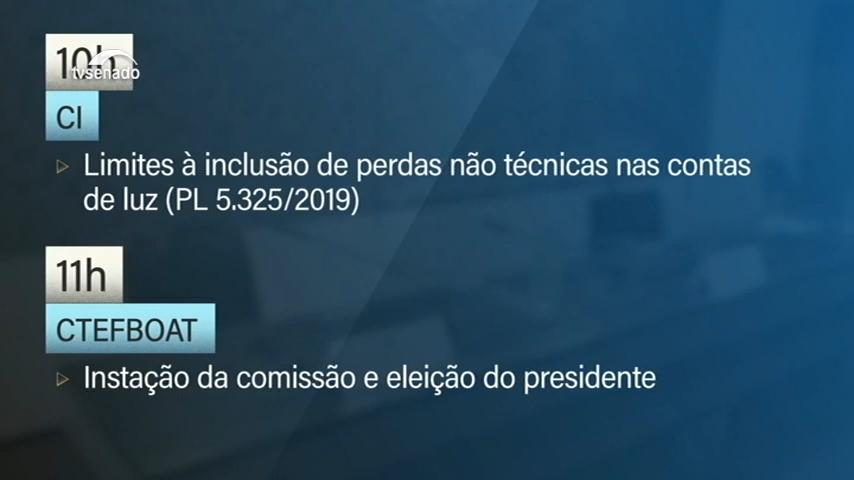 10h
tvsenado
CI
Limites à inclusão de perdas não técnicas nas contas
de luz (PL 5.325/2019)
11h
CTEFBOAT
Instação da comissão e eleição do presidente